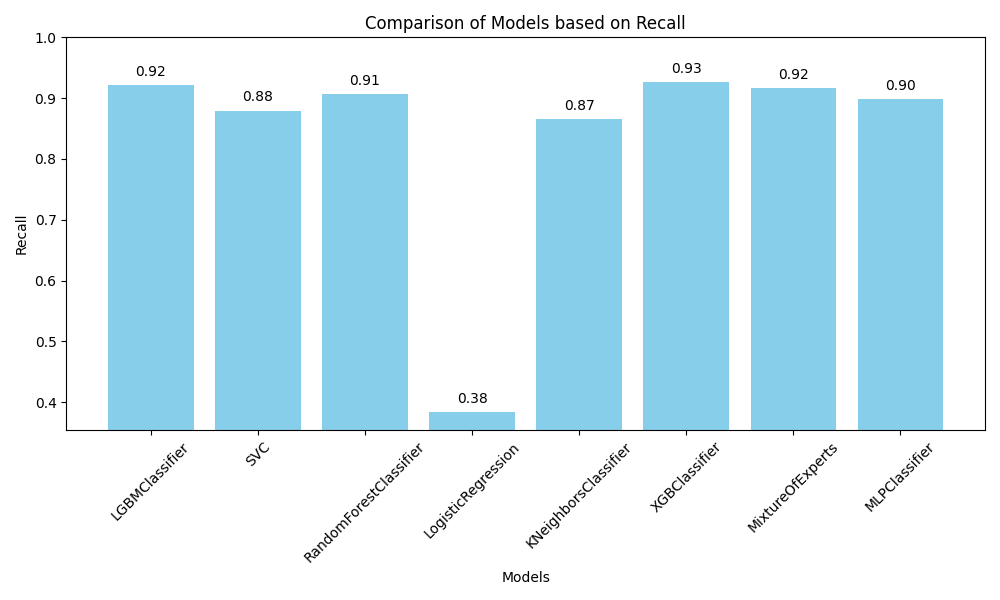 Comparison of Models based on Recall
1.0
0.9
0.8
0.7
0.6
0.5
0.4
Recall
0.92
0.88
0.91
0.38
0.87
0.93
0.92
0.90
LGBMClassifier
SVC
RandomForestClassifier
LogisticRegression
KNeighborsClassifier
XGBClassifier
MixtureOfExperts
MLPClassifier
Models